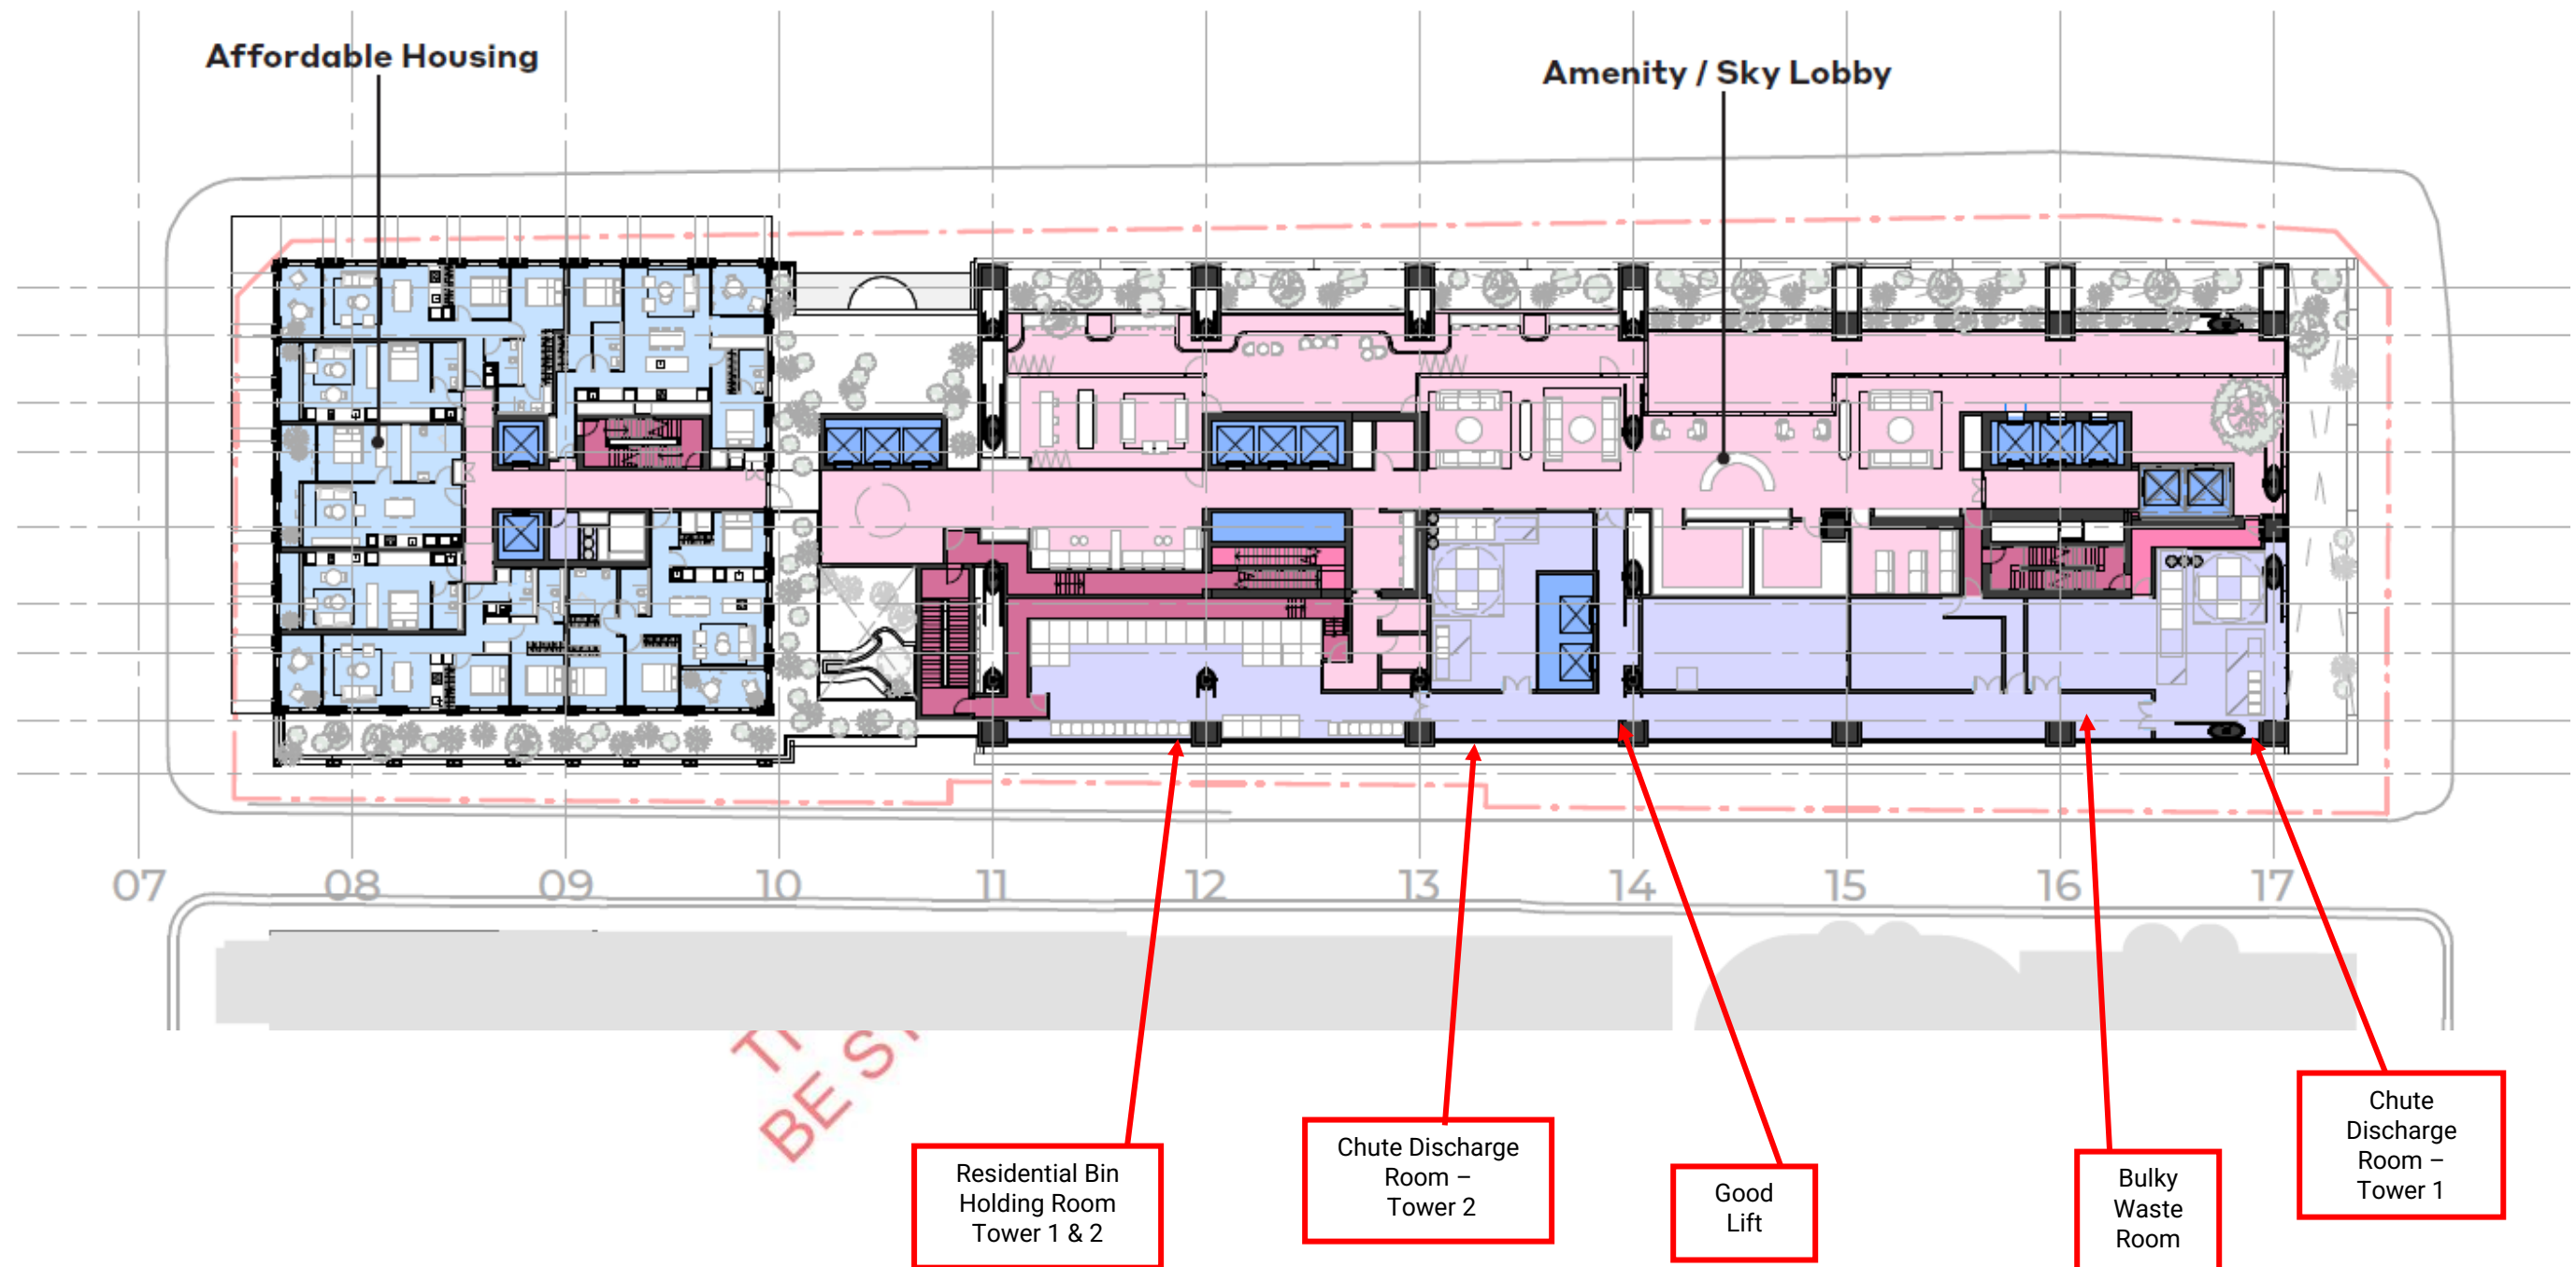 Affordable Housing
Amenity / Sky Lobby
07 08 09 10 11 12 13 14 15 16 17
BE
Residential Bin
Holding Room
Tower 1 & 2
Chute Discharge
Room –
Tower 2
Good
Lift
Bulky
Waste
Room
Chute
Discharge
Room –
Tower 1